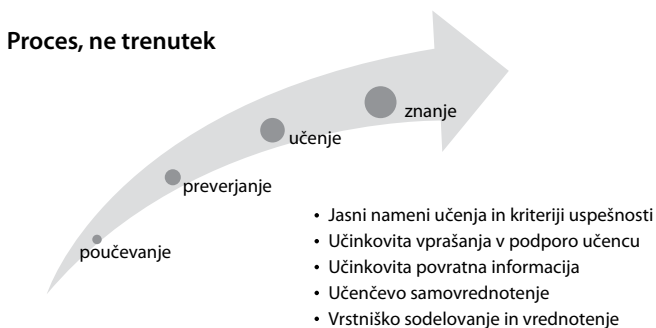 Proces, ne trenutek
znanje
učenje
preverjanje
poučevanje
• Jasni nameni učenja in kriteriji uspešnosti
• Učinkovita vprašanja v podporo učencu
• Učinkovita povratna informacija
• Učenčevo samovrednotenje
• Vrstniško sodelovanje in vrednotenje